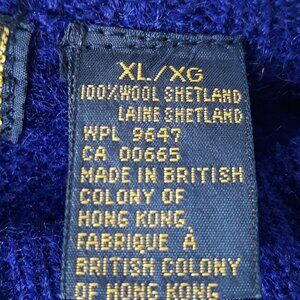 XL/XG
100% WOOL SHETLAND
LAINE SHETLAND
WPL 9647
CA 00665
MADE IN BRITISH
COLONY OF
HONG KONG
FABRIQUE À
BRITISH COLONY
OF HONG KONG